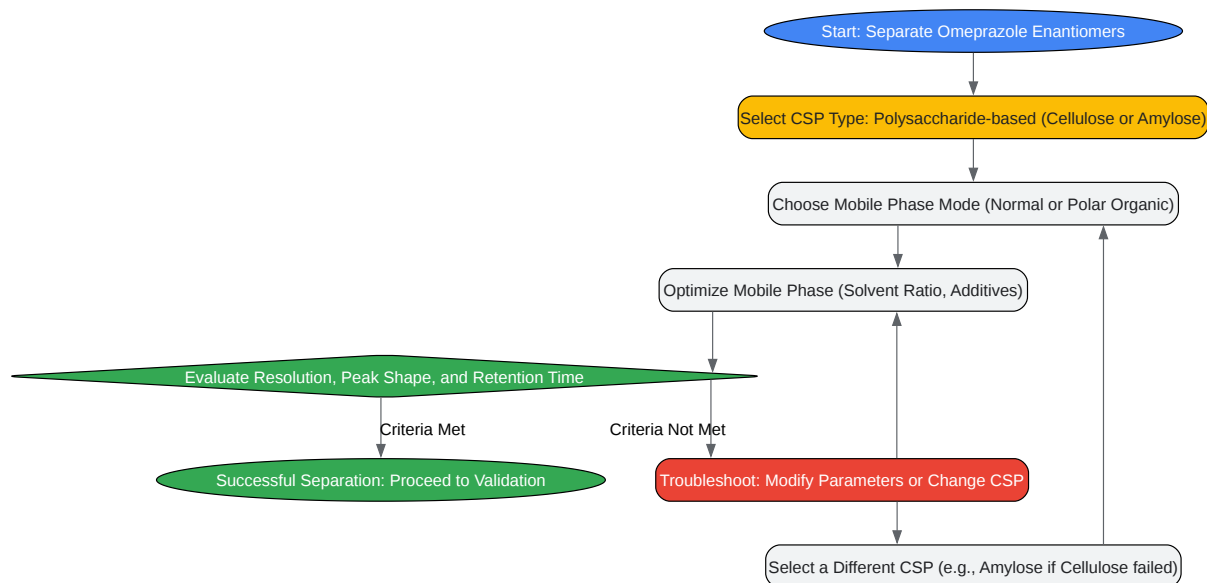 Start: Separate Omeprazole Enantiomers
Select CSP Type: Polysaccharide-based (Cellulose or Amylose)
Choose Mobile Phase Mode (Normal or Polar Organic)
Optimize Mobile Phase (Solvent Ratio, Additives)
Evaluate Resolution, Peak Shape, and Retention Time
Criteria Met
Criteria Not Met
Successful Separation: Proceed to Validation
Troubleshoot: Modify Parameters or Change CSP
Select a Different CSP (e.g., Amylose if Cellulose failed)